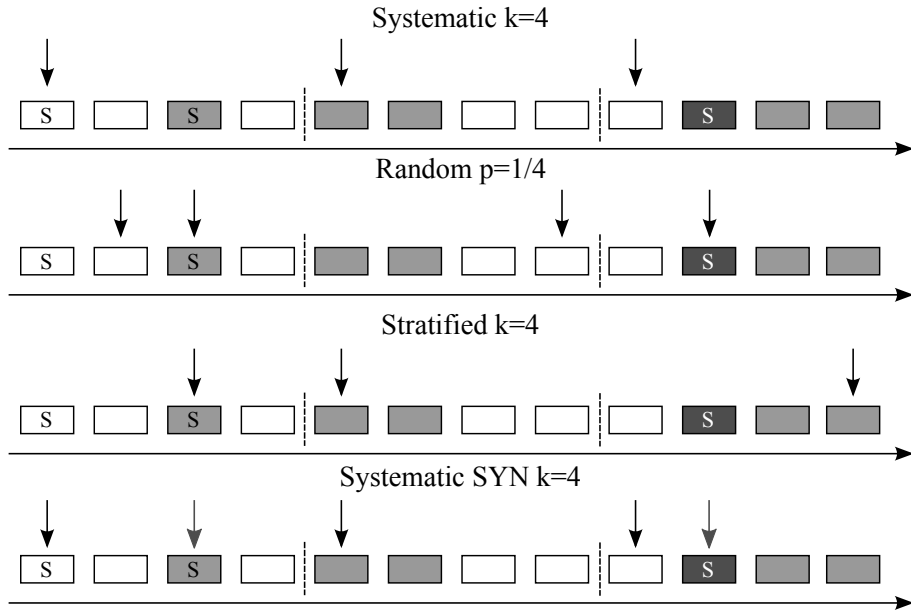 Systematic k=4
S S S
Random p=1/4
S S S
Stratified k=4
S S S
Systematic SYN k=4
S S S